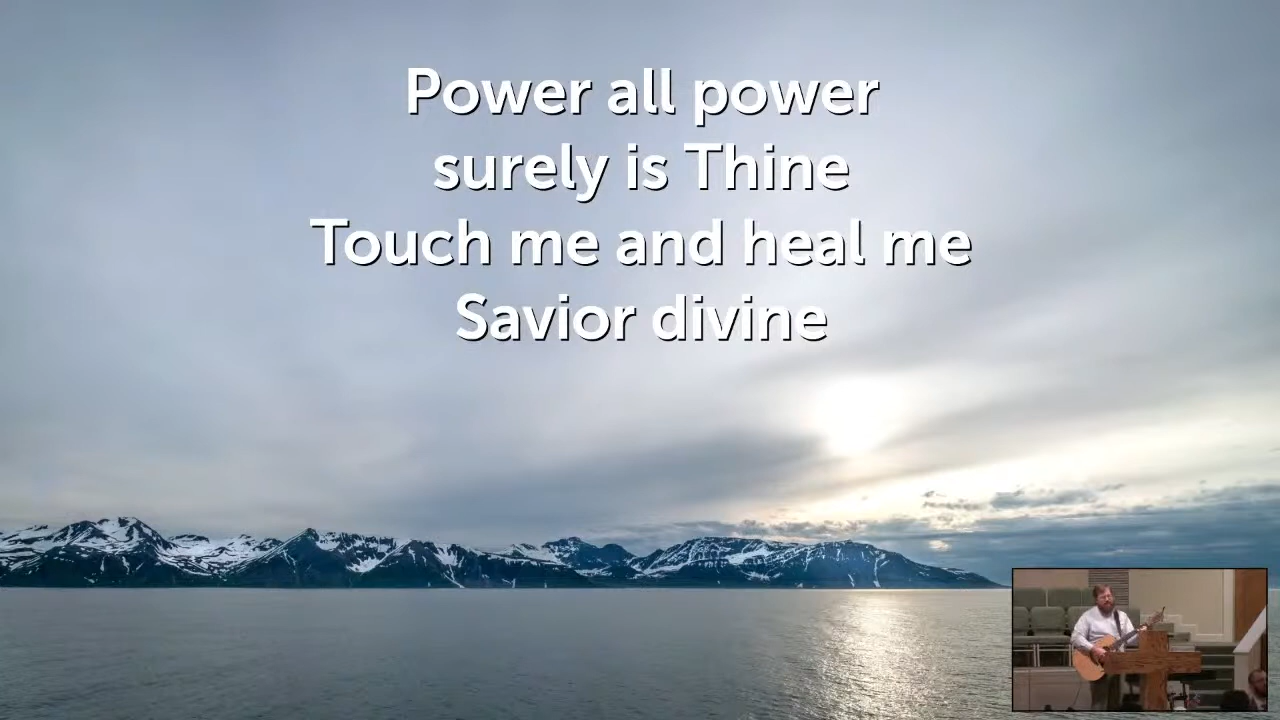 Power all power
surely is Thine
Touch me and heal me
Savior divine